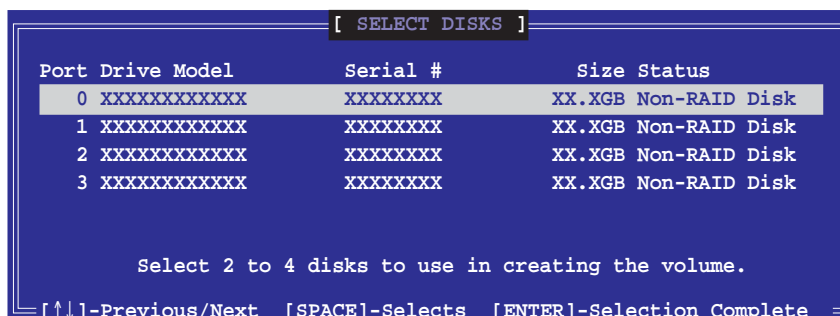 [ SELECT DISKS ]
Port Drive Model Serial # Size Status
0 XXXXXXXXXXXX XXXXXXXX XX.XGB Non-RAID Disk
1 XXXXXXXXXXXX XXXXXXXX XX.XGB Non-RAID Disk
2 XXXXXXXXXXXX XXXXXXXX XX.XGB Non-RAID Disk
3 XXXXXXXXXXXX XXXXXXXX XX.XGB Non-RAID Disk
Select 2 to 4 disks to use in creating the volume.
[↑↓]-Previous/Next [SPACE]-Selects [ENTER]-Selection Complete